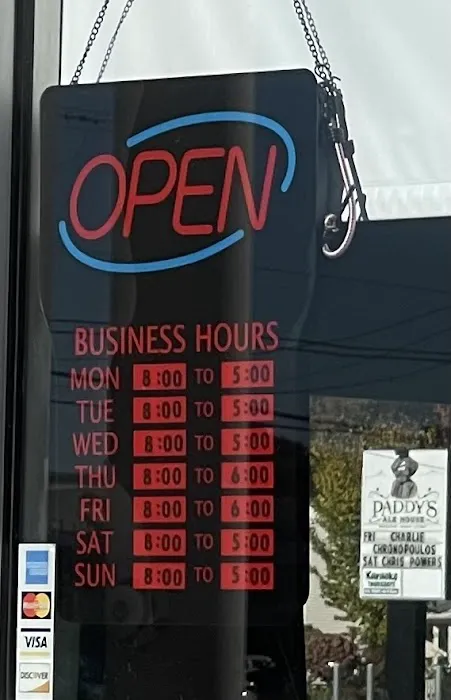 OPEN
BUSINESS HOURS
MON 8:00 TO 5:00
TUE 8:00 TO 5:00
WED 8:00 TO 5:00
THU 8:00 TO 6:00
FRI 8:00 TO 6:00
SAT 8:00 TO 5:00
SUN 8:00 TO 5:00
VISA
DISCOVER
PADDY'S
ALE HOUSE
FRI CHARLIE
CHRONOPOULOS
SAT CHRIS POWERS
Karaoke
THURSDAYS